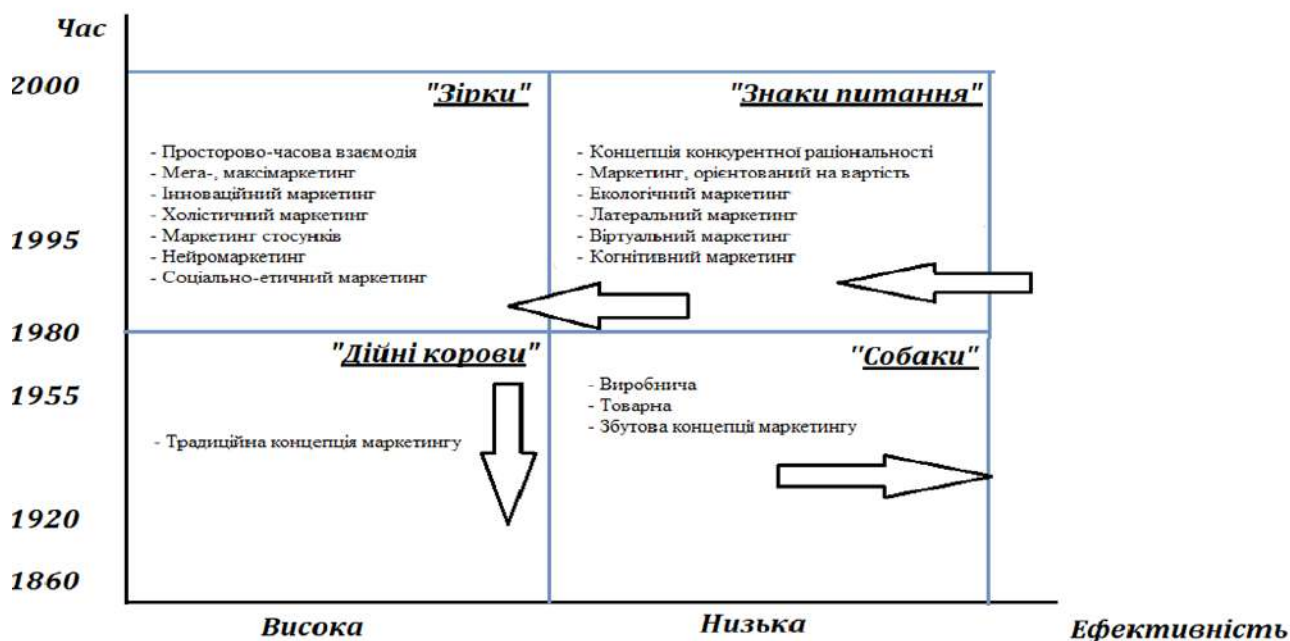 Час
2000
"Зірки"
- Просторово-часова взаємодія
- Мега-, максімаркетинг
- Інноваційний маркетинг
- Холістичний маркетинг
- Маркетинг стосунків
- Нейромаркетинг
- Соціально-етичний маркетинг
"Знаки питання"
- Концепція конкурентної раціональності
- Маркетинг, орієнтований на вартість
- Екологічний маркетинг
- Латеральний маркетинг
- Віртуальний маркетинг
- Когнітивний маркетинг
1995
1980
"Дійні корови"
- Традиційна концепція маркетингу
"Собаки"
- Виробнича
- Товарна
- Збутова концепції маркетингу
1955
1920
1860
Висока
Низька
Ефективність